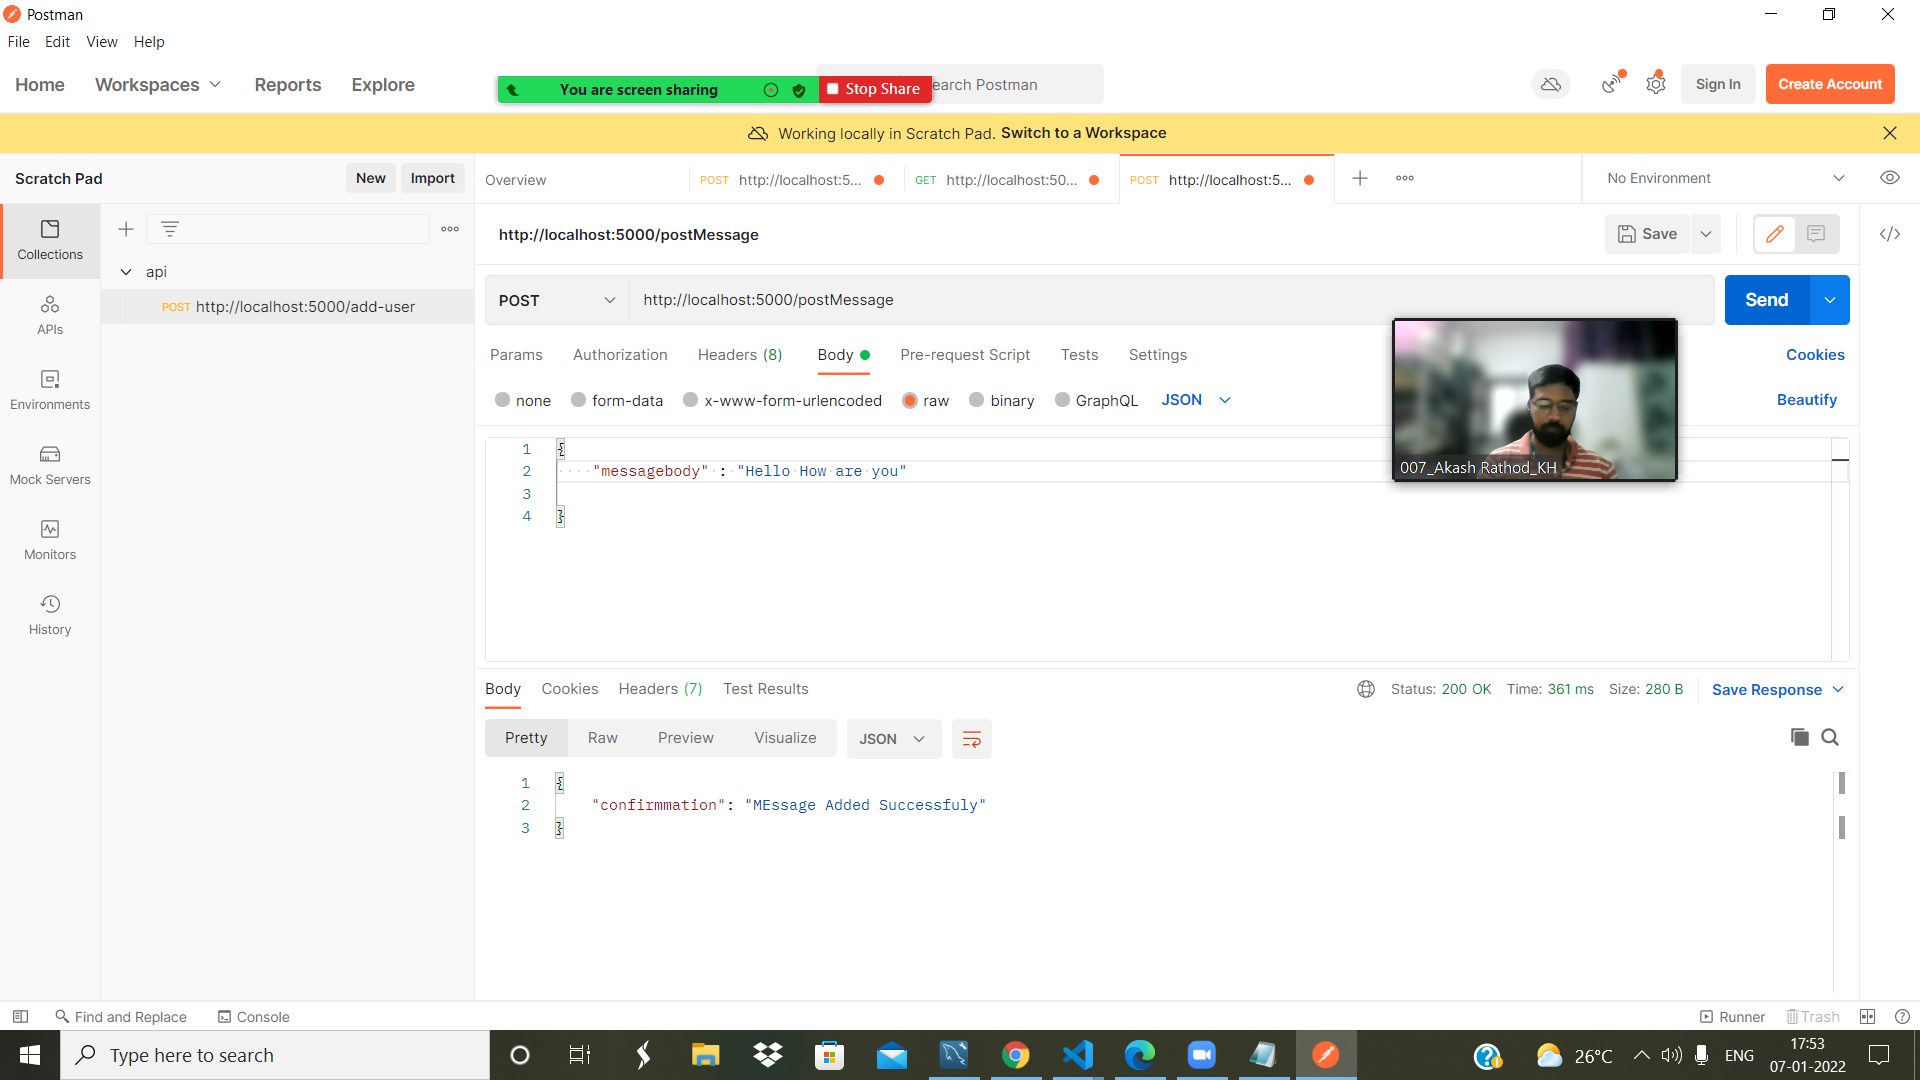 Postman
File Edit View Help
Home Workspaces Reports Explore
You are screen sharing Stop Share earch Postman
Sign In Create Account
Working locally in Scratch Pad. Switch to a Workspace
Scratch Pad New Import
Overview POST http://localhost:5... GET http://localhost:50... POST http://localhost:5... No Environment
Collections
APIs
Environments
Mock Servers
Monitors
History
api
POST http://localhost:5000/add-user
http://localhost:5000/postMessage Save
POST http://localhost:5000/postMessage Send
Params Authorization Headers (8) Body Pre-request Script Tests Settings Cookies
none form-data x-www-form-urlencoded raw binary GraphQL JSON Beautify
1 {
2 "messagebody" : "Hello How are you"
3
4 }
007_Akash Rathod_KH
Body Cookies Headers (7) Test Results Status: 200 OK Time: 361 ms Size: 280 B Save Response
Pretty Raw Preview Visualize JSON
1 {
2 "confirmmation": "MEssage Added Successfuly"
3 }
Find and Replace Console Runner Trash
Type here to search 26°C ENG 17:53
07-01-2022